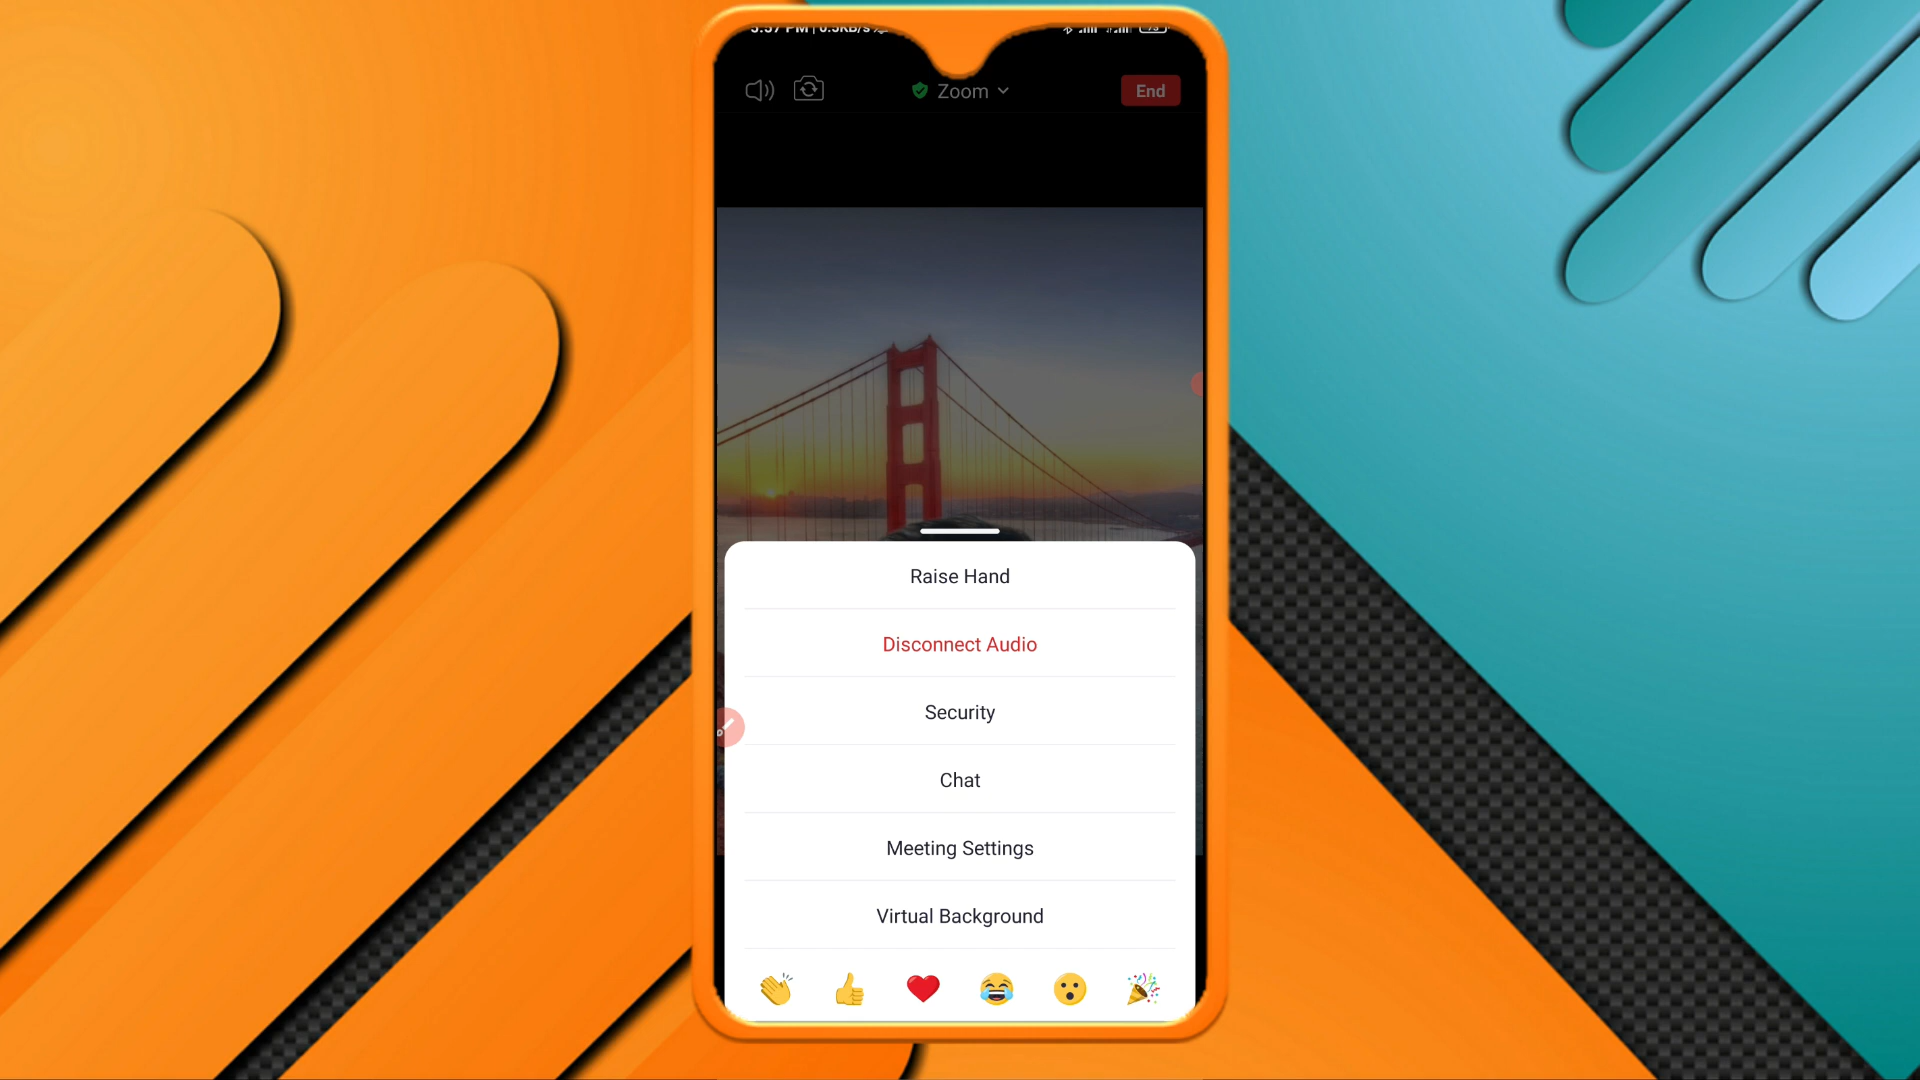 Zoom
End
Raise Hand
Disconnect Audio
Security
Chat
Meeting Settings
Virtual Background